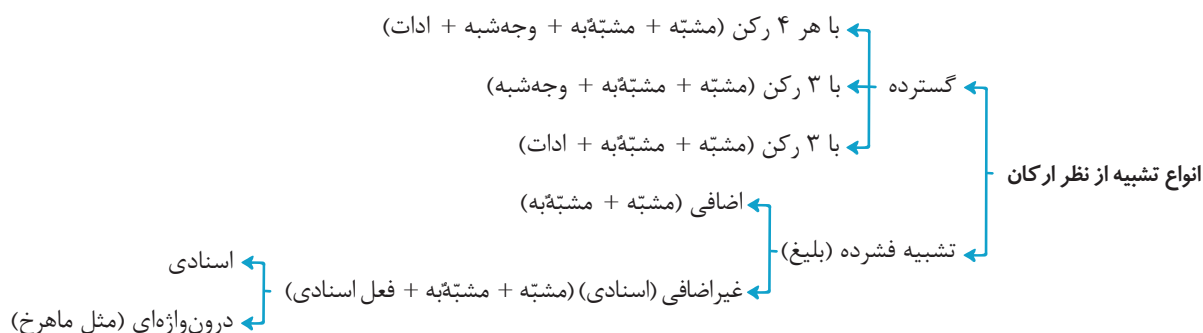 با هر ۴ رکن (مشبّه + مشبّهٌ‌به + وجه‌شبه + ادات)
گسترده
با ۳ رکن (مشبّه + مشبّهٌ‌به + وجه‌شبه)
با ۳ رکن (مشبّه + مشبّهٌ‌به + ادات)
انواع تشبیه از نظر ارکان
اضافی (مشبّه + مشبّهٌ‌به)
تشبیه فشرده (بلیغ)
اسنادی
غیراضافی (اسنادی) (مشبّه + مشبّهٌ‌به + فعل اسنادی)
درون‌واژه‌ای (مثل ماهرخ)